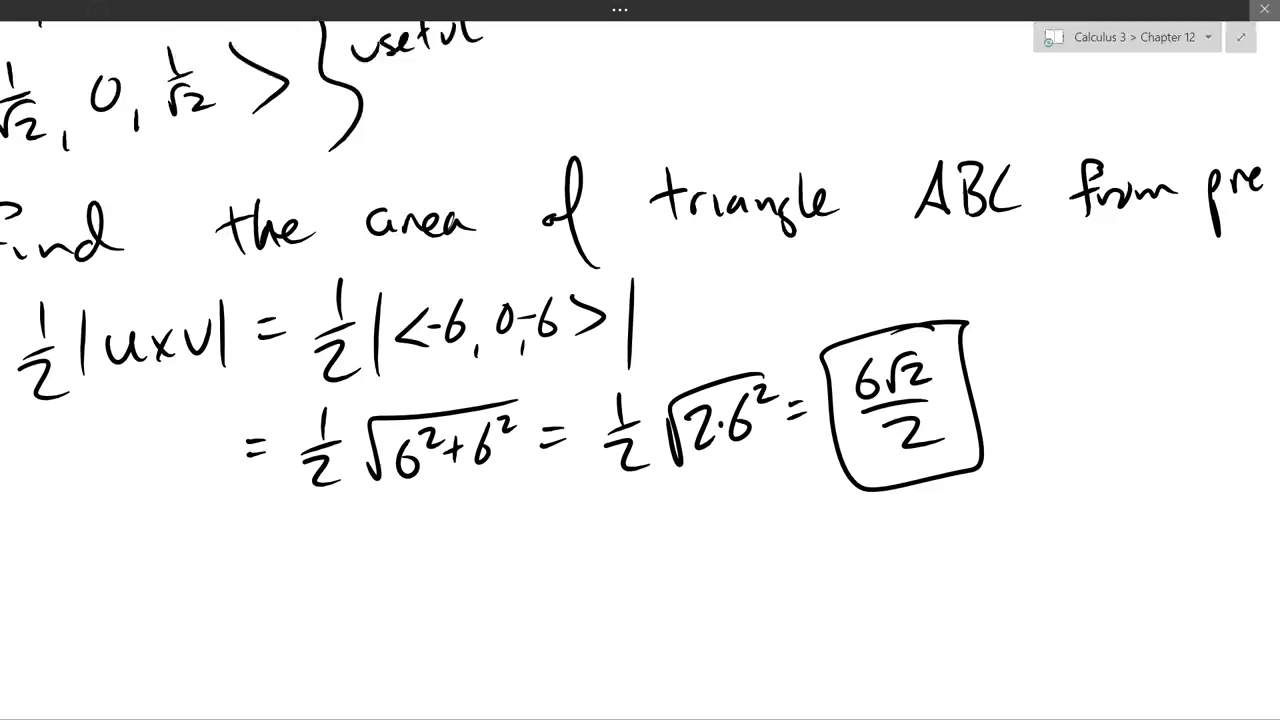 Calculus 3 > Chapter 12
useful
1/√2, 0, 1/√2 >
Find the area of triangle ABC from pre
1/2 |u×v| = 1/2 |<-6, 0, -6>|
= 1/2 √(6²+6²) = 1/2 √(2·6²) = 6√2/2